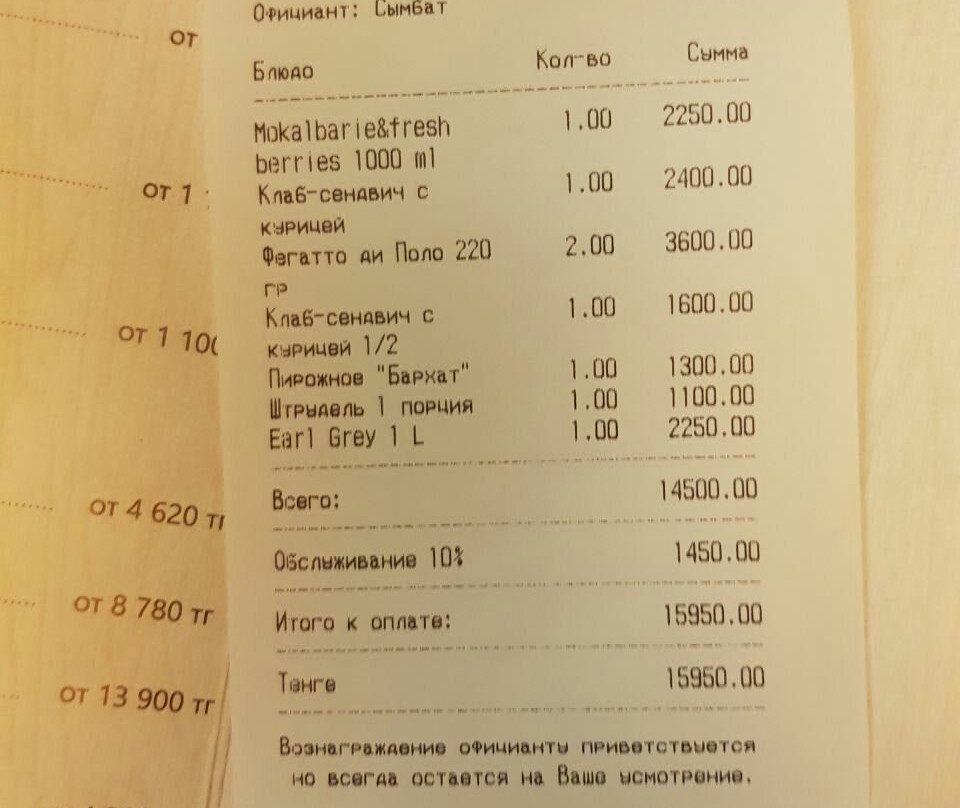 Официант: Сымбат
Блюдо Кол-во Сумма
Mokalbarie&fresh 1.00 2250.00
berries 1000 ml
Клаб-сендвич с 1.00 2400.00
курицей
Фегатто ди Поло 220 2.00 3600.00
гр
Клаб-сендвич с 1.00 1600.00
курицей 1/2
Пирожное "Бархат" 1.00 1300.00
Штрудель 1 порция 1.00 1100.00
Earl Grey 1 L 1.00 2250.00
Всего: 14500.00
Обслуживание 10% 1450.00
Итого к оплате: 15950.00
Тенге 15950.00
Вознаграждение официанту приветствуется
но всегда остается на Ваше усмотрение.
от
от 1
от 1 100
от 4 620 тг
от 8 780 тг
от 13 900 тг